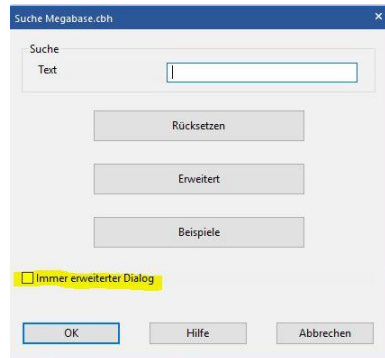 Suche Megabase.cbh
Suche
Text
Rücksetzen
Erweitert
Beispiele
Immer erweiterter Dialog
OK Hilfe Abbrechen